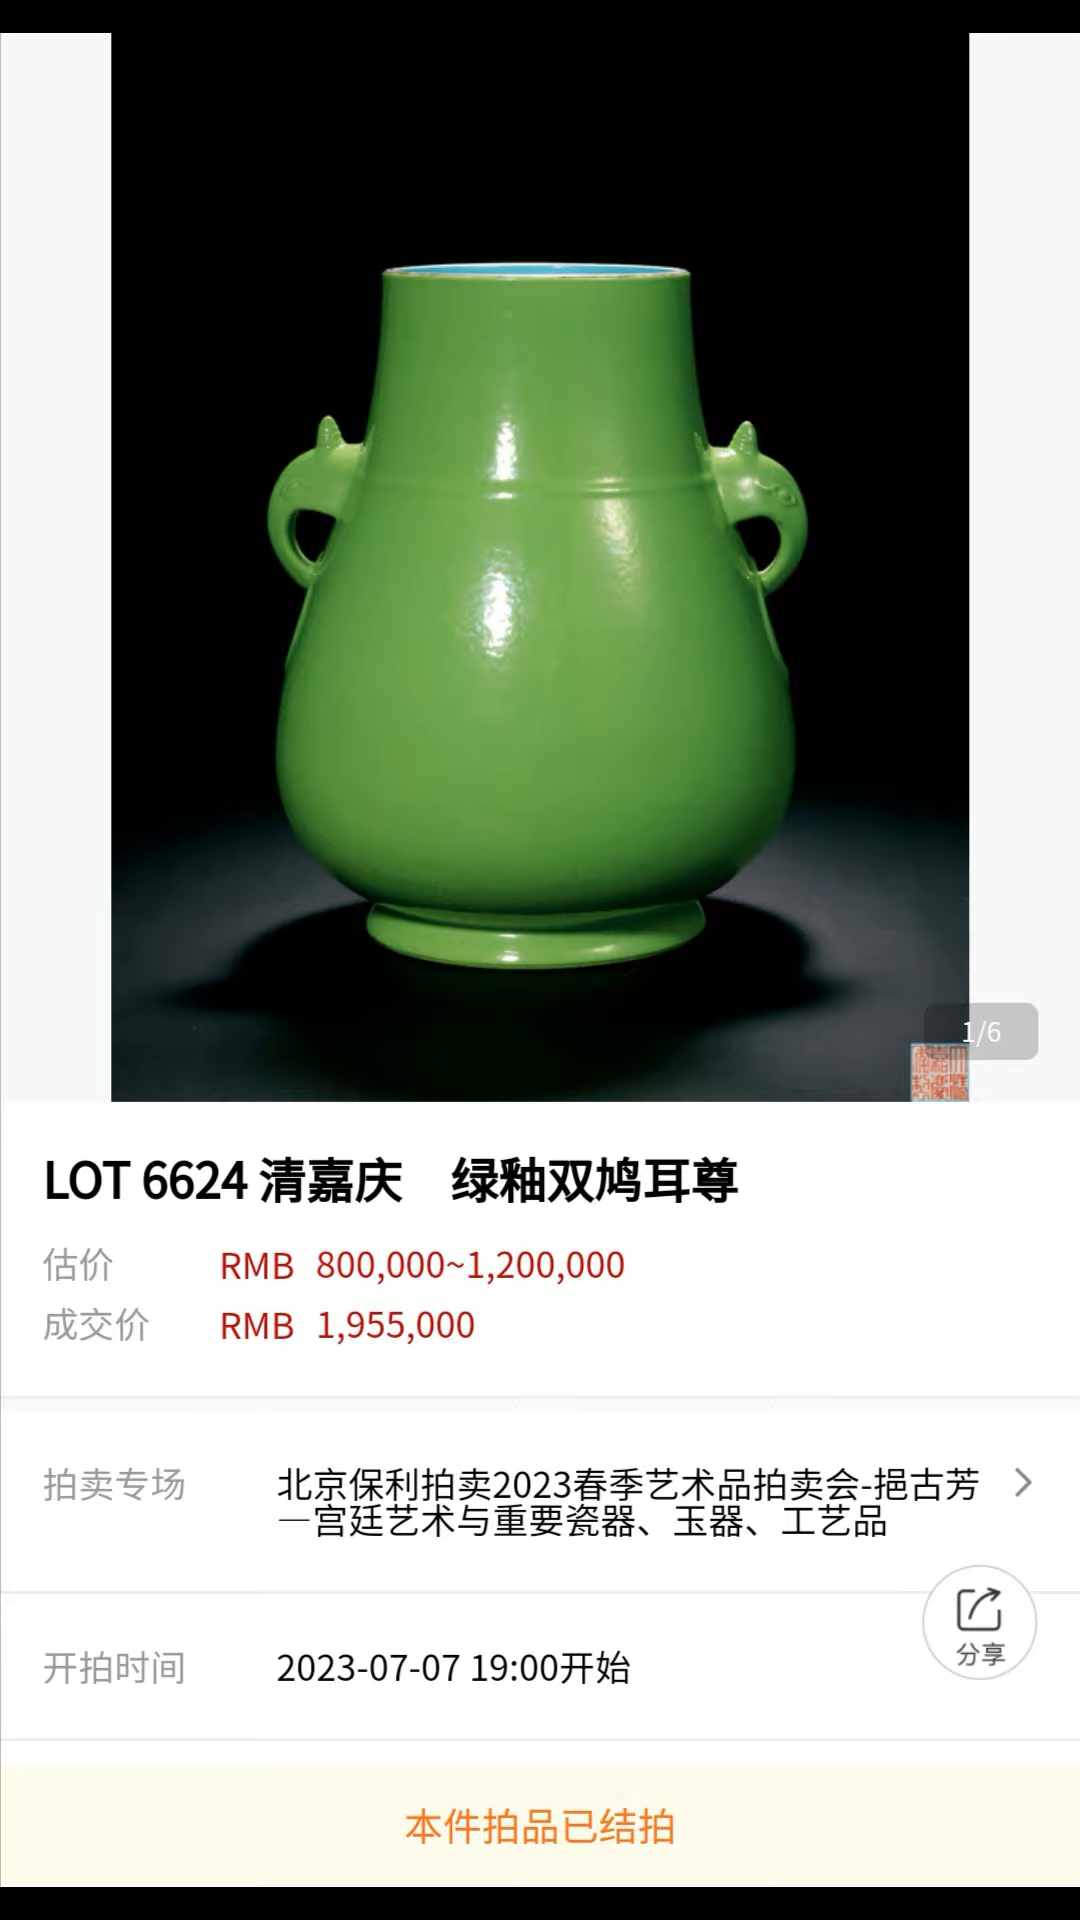 1/6
LOT 6624 清嘉庆　绿釉双鸠耳尊
估价 RMB 800,000~1,200,000
成交价 RMB 1,955,000
拍卖专场 北京保利拍卖2023春季艺术品拍卖会-挹古芳
—宫廷艺术与重要瓷器、玉器、工艺品
分享
开拍时间 2023-07-07 19:00开始
本件拍品已结拍